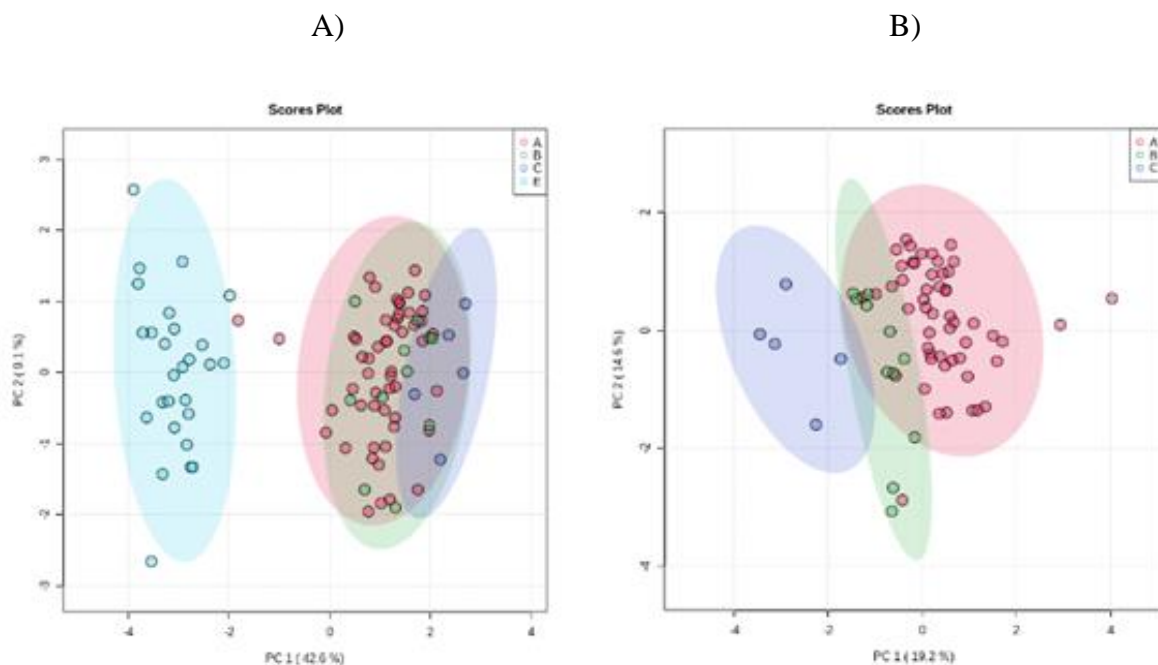 A)
B)
Scores Plot
A
B
C
E
3
2
1
0
-1
-2
-3
PC 2 ( 9.1 %)
-4
-2
0
2
4
PC 1 ( 42.6 %)
Scores Plot
A
B
C
2
0
-2
-4
PC 2 ( 14.6 %)
-4
-2
0
2
4
PC 1 ( 19.2 %)